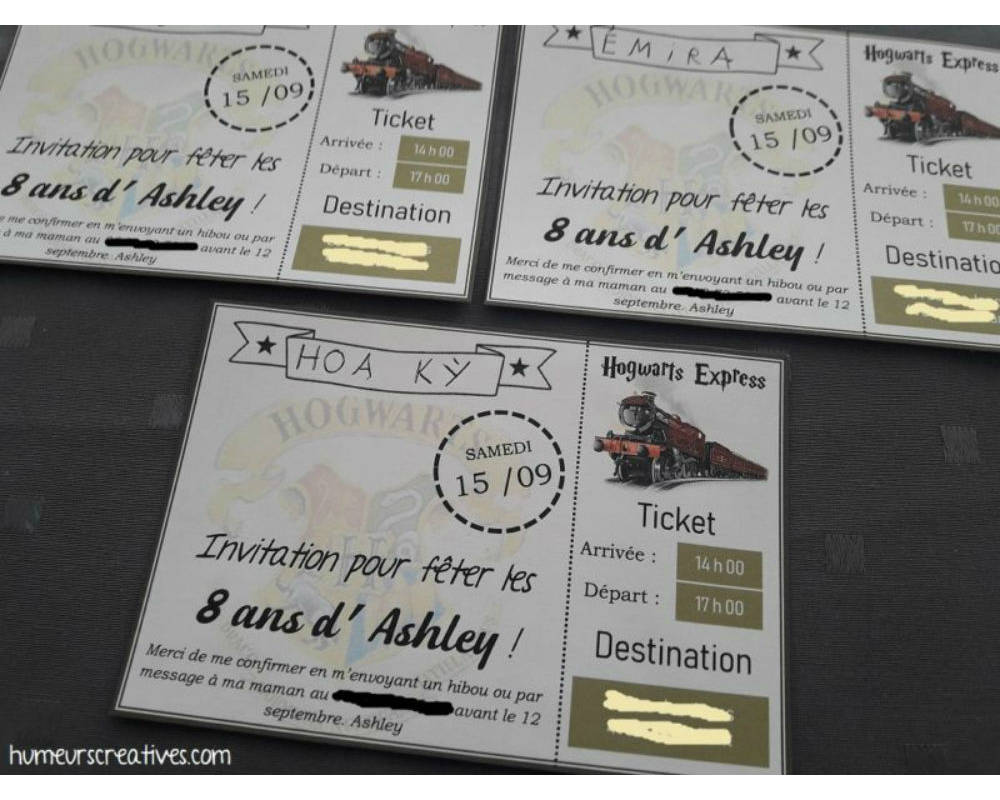 HOGWARTS
SAMEDI
15 /09
Invitation pour fêter les
8 ans d' Ashley !
me confirmer en m'envoyant un hibou ou par
à ma maman au avant le 12
septembre. Ashley
Ticket
Arrivée : 14 h 00
Départ : 17 h 00
Destination
ÉMiRA
HOGWARTS
SAMEDI
15 /09
Invitation pour fêter les
8 ans d' Ashley !
Merci de me confirmer en m'envoyant un hibou ou par
message à ma maman au avant le 12
septembre. Ashley
Hogwarts Express
Ticket
Arrivée : 14 h 00
Départ : 17 h 00
Destinatio
HOA KỲ
HOGWARTS
SAMEDI
15 /09
Invitation pour fêter les
8 ans d' Ashley !
Merci de me confirmer en m'envoyant un hibou ou par
message à ma maman au avant le 12
septembre. Ashley
Hogwarts Express
Ticket
Arrivée : 14 h 00
Départ : 17 h 00
Destination
humeurscreatives.com